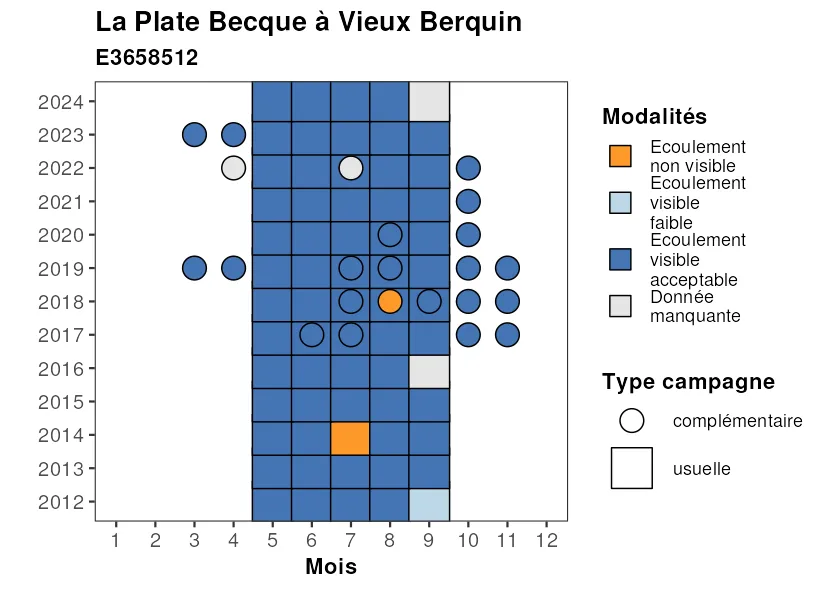 La Plate Becque à Vieux Berquin
E3658512
2024
2023
2022
2021
2020
2019
2018
2017
2016
2015
2014
2013
2012
1 2 3 4 5 6 7 8 9 10 11 12
Mois
Modalités
Ecoulement
non visible
Ecoulement
visible
faible
Ecoulement
visible
acceptable
Donnée
manquante
Type campagne
complémentaire
usuelle